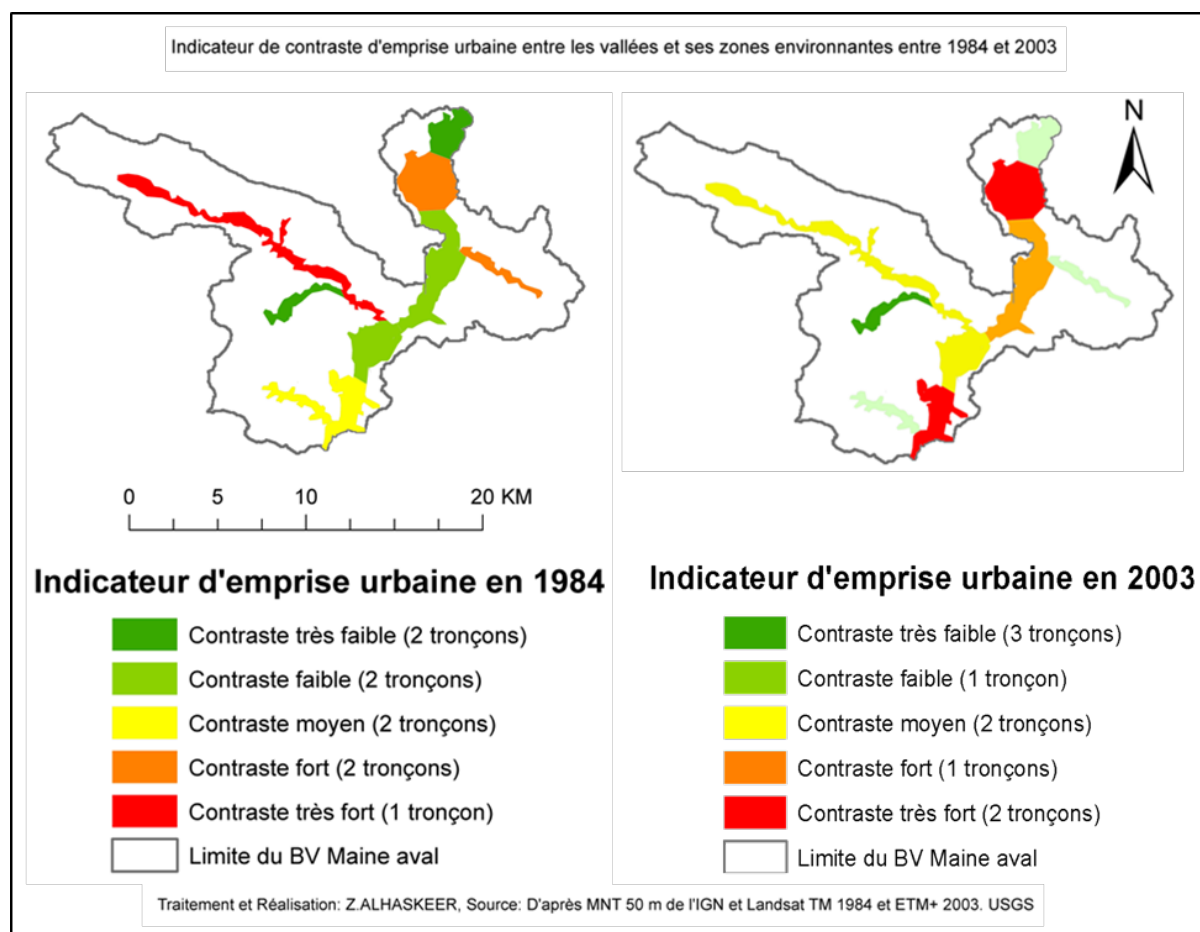 Indicateur de contraste d'emprise urbaine entre les vallées et ses zones environnantes entre 1984 et 2003
N
0 5 10 20 KM
Indicateur d'emprise urbaine en 1984
Contraste très faible (2 tronçons)
Contraste faible (2 tronçons)
Contraste moyen (2 tronçons)
Contraste fort (2 tronçons)
Contraste très fort (1 tronçon)
Limite du BV Maine aval
Indicateur d'emprise urbaine en 2003
Contraste très faible (3 tronçons)
Contraste faible (1 tronçon)
Contraste moyen (2 tronçons)
Contraste fort (1 tronçons)
Contraste très fort (2 tronçons)
Limite du BV Maine aval
Traitement et Réalisation: Z.ALHASKEER, Source: D'après MNT 50 m de l'IGN et Landsat TM 1984 et ETM+ 2003. USGS